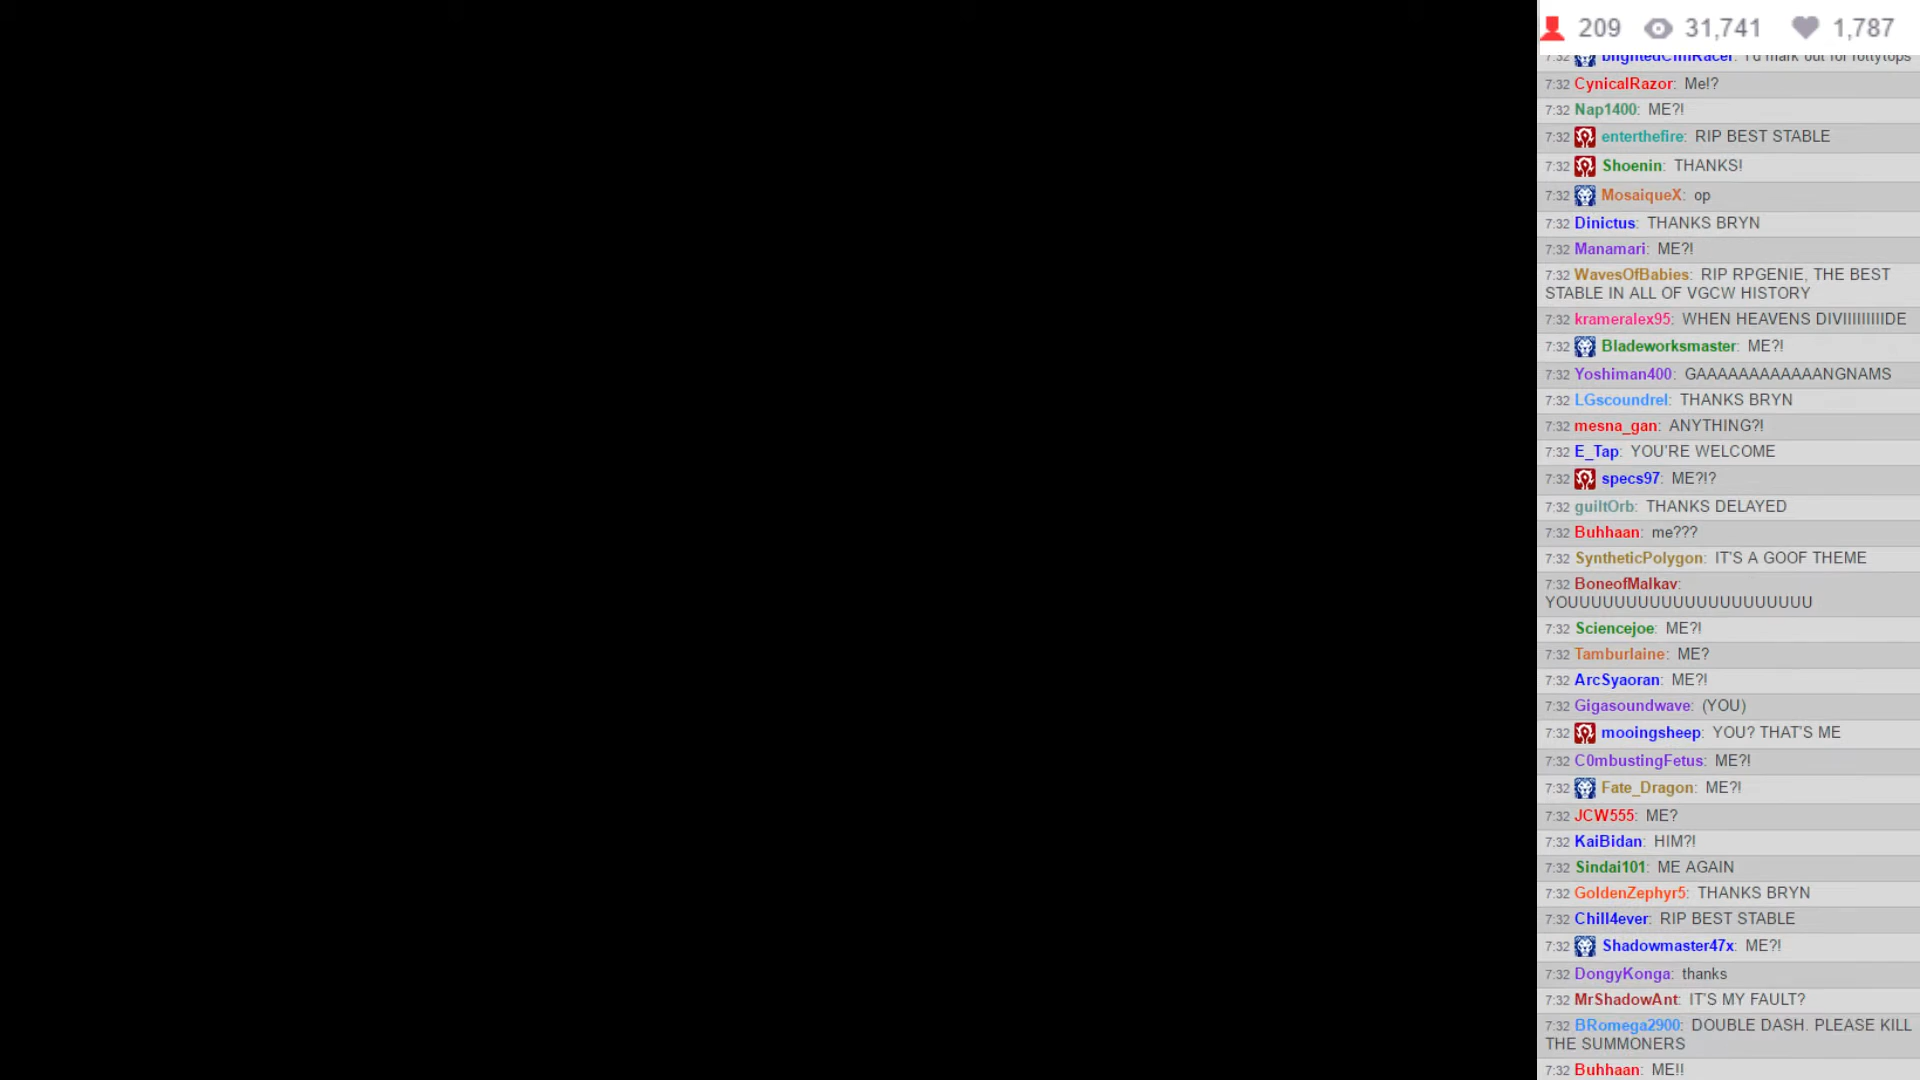 209 31,741 1,787
7:32 brightedChillRacer: I'd mark out for rottytops
7:32 CynicalRazor: Me!?
7:32 Nap1400: ME?!
7:32 enterthefire: RIP BEST STABLE
7:32 Shoenin: THANKS!
7:32 MosaiqueX: op
7:32 Dinictus: THANKS BRYN
7:32 Manamari: ME?!
7:32 WavesOfBabies: RIP RPGENIE, THE BEST
STABLE IN ALL OF VGCW HISTORY
7:32 krameralex95: WHEN HEAVENS DIVIIIIIIIIIDE
7:32 Bladeworksmaster: ME?!
7:32 Yoshiman400: GAAAAAAAAAAAANGNAMS
7:32 LGscoundrel: THANKS BRYN
7:32 mesna_gan: ANYTHING?!
7:32 E_Tap: YOU'RE WELCOME
7:32 specs97: ME?!?
7:32 guiltOrb: THANKS DELAYED
7:32 Buhhaan: me???
7:32 SyntheticPolygon: IT'S A GOOF THEME
7:32 BoneofMalkav:
YOUUUUUUUUUUUUUUUUUUUUU
7:32 Sciencejoe: ME?!
7:32 Tamburlaine: ME?
7:32 ArcSyaoran: ME?!
7:32 Gigasoundwave: (YOU)
7:32 mooingsheep: YOU? THAT'S ME
7:32 C0mbustingFetus: ME?!
7:32 Fate_Dragon: ME?!
7:32 JCW555: ME?
7:32 KaiBidan: HIM?!
7:32 Sindai101: ME AGAIN
7:32 GoldenZephyr5: THANKS BRYN
7:32 Chill4ever: RIP BEST STABLE
7:32 Shadowmaster47x: ME?!
7:32 DongyKonga: thanks
7:32 MrShadowAnt: IT'S MY FAULT?
7:32 BRomega2900: DOUBLE DASH. PLEASE KILL
THE SUMMONERS
7:32 Buhhaan: ME!!